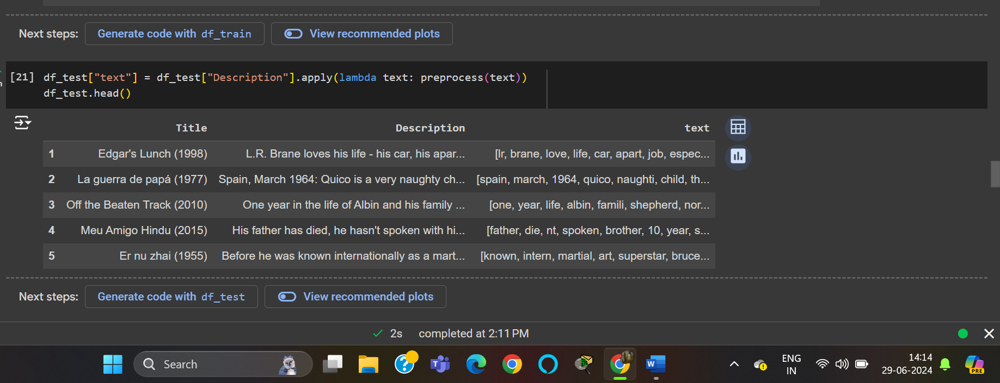 Next steps: Generate code with df_train View recommended plots
[21] df_test["text"] = df_test["Description"].apply(lambda text: preprocess(text))
df_test.head()
Title Description text
1 Edgar's Lunch (1998) L.R. Brane loves his life - his car, his apar... [lr, brane, love, life, car, apart, job, espec...
2 La guerra de papá (1977) Spain, March 1964: Quico is a very naughty ch... [spain, march, 1964, quico, naughti, child, th...
3 Off the Beaten Track (2010) One year in the life of Albin and his family ... [one, year, life, albin, famili, shepherd, nor...
4 Meu Amigo Hindu (2015) His father has died, he hasn't spoken with hi... [father, die, nt, spoken, brother, 10, year, s...
5 Er nu zhai (1955) Before he was known internationally as a mart... [known, intern, martial, art, superstar, bruce...
Next steps: Generate code with df_test View recommended plots
2s completed at 2:11 PM
Search
ENG
IN
14:14
29-06-2024
PRE